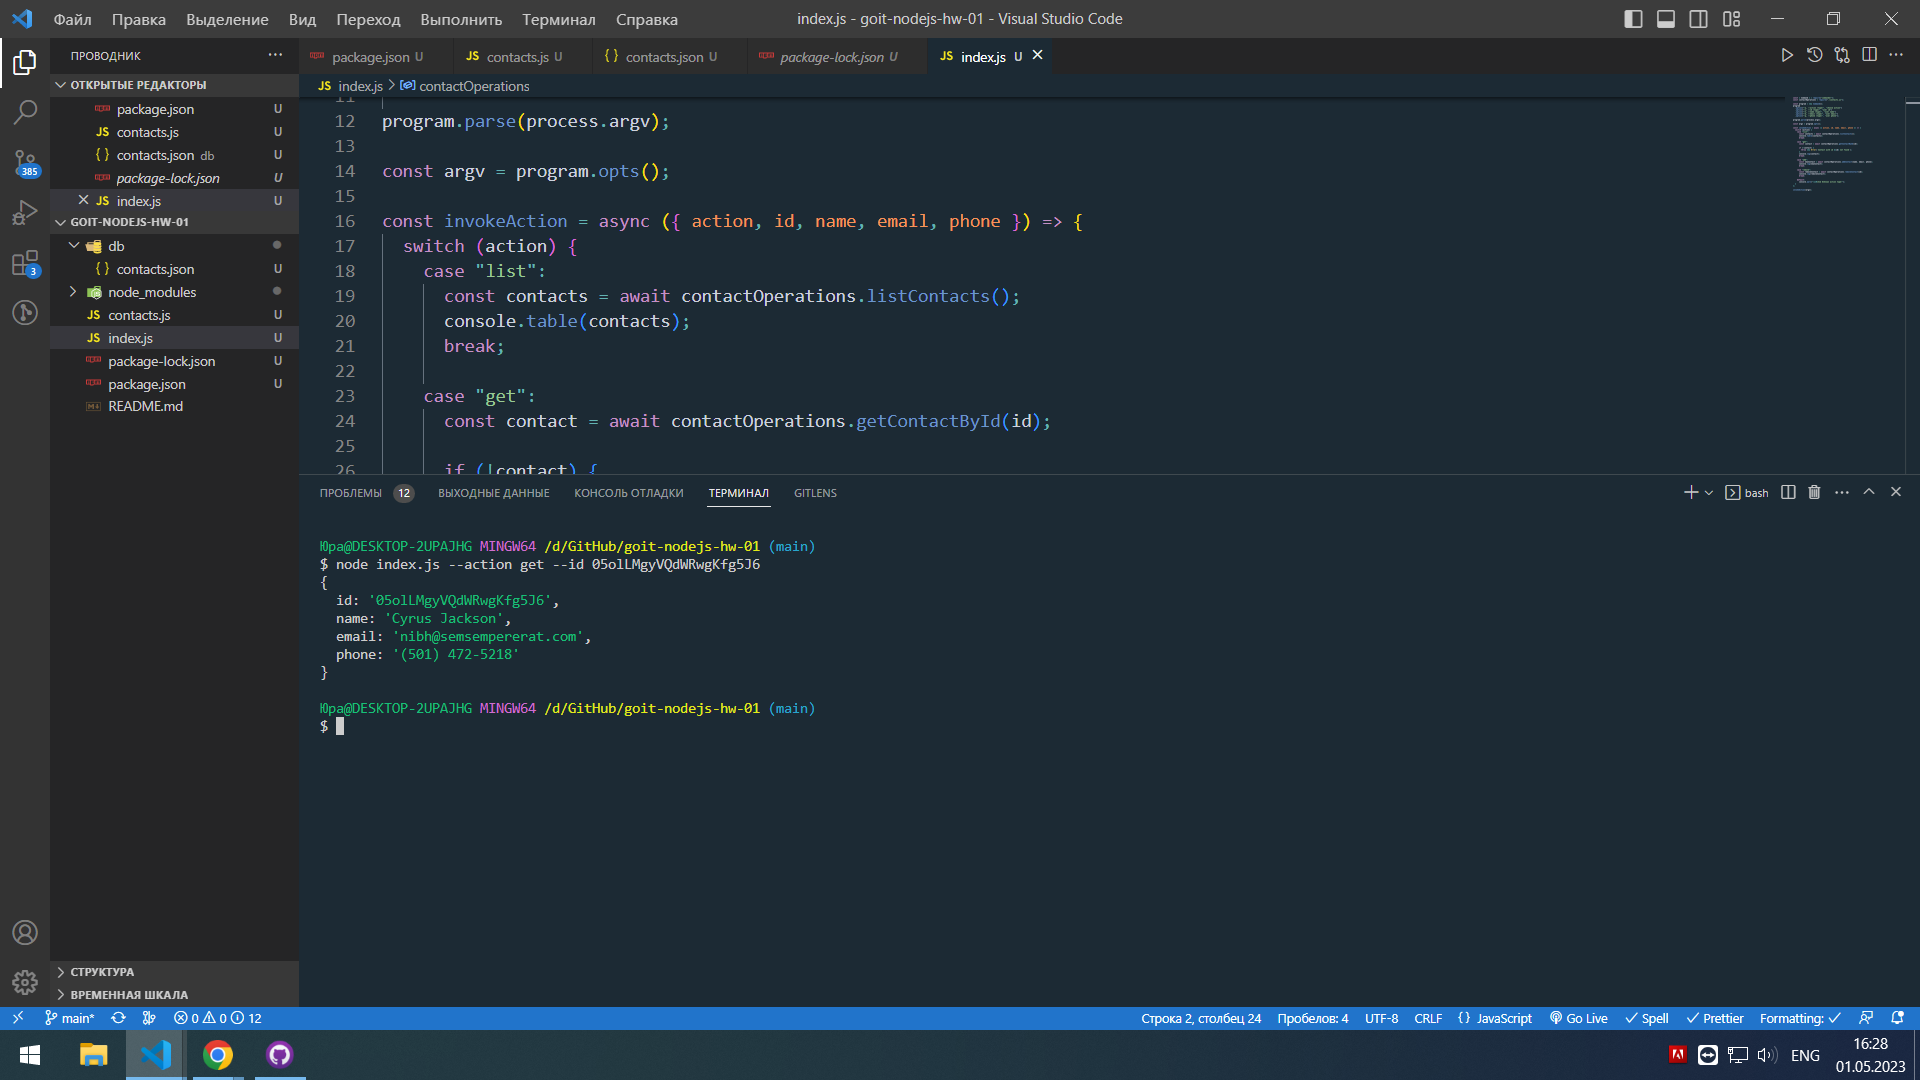 Файл Правка Выделение Вид Переход Выполнить Терминал Справка
index.js - goit-nodejs-hw-01 - Visual Studio Code
ПРОВОДНИК
ОТКРЫТЫЕ РЕДАКТОРЫ
package.json U
JS contacts.js U
{ } contacts.json db U
package-lock.json U
JS index.js U
GOIT-NODEJS-HW-01
db
{ } contacts.json U
node_modules
JS contacts.js U
JS index.js U
package-lock.json U
package.json U
README.md
СТРУКТУРА
ВРЕМЕННАЯ ШКАЛА
385
3
package.json U JS contacts.js U { } contacts.json U package-lock.json U JS index.js U
JS index.js > contactOperations
11
12 program.parse(process.argv);
13
14 const argv = program.opts();
15
16 const invokeAction = async ({ action, id, name, email, phone }) => {
17 switch (action) {
18 case "list":
19 const contacts = await contactOperations.listContacts();
20 console.table(contacts);
21 break;
22
23 case "get":
24 const contact = await contactOperations.getContactById(id);
25
26 if (!contact) {
ПРОБЛЕМЫ 12 ВЫХОДНЫЕ ДАННЫЕ КОНСОЛЬ ОТЛАДКИ ТЕРМИНАЛ GITLENS
bash
Юра@DESKTOP-2UPAJHG MINGW64 /d/GitHub/goit-nodejs-hw-01 (main)
$ node index.js --action get --id 05olLMgyVQdWRwgKfg5J6
{
id: '05olLMgyVQdWRwgKfg5J6',
name: 'Cyrus Jackson',
email: 'nibh@semsempererat.com',
phone: '(501) 472-5218'
}
Юра@DESKTOP-2UPAJHG MINGW64 /d/GitHub/goit-nodejs-hw-01 (main)
$
main* 0 0 12
Строка 2, столбец 24 Пробелов: 4 UTF-8 CRLF { } JavaScript Go Live Spell Prettier Formatting:
ENG
16:28
01.05.2023